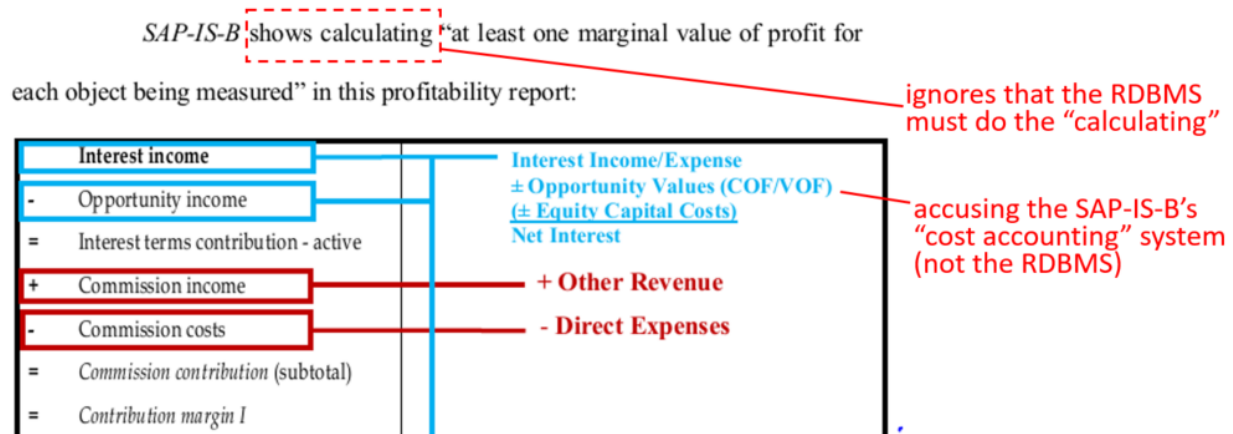 SAP-IS-B shows calculating “at least one marginal value of profit for
each object being measured” in this profitability report:
ignores that the RDBMS
must do the “calculating”
Interest income
- Opportunity income
= Interest terms contribution - active
+ Commission income
- Commission costs
= Commission contribution (subtotal)
= Contribution margin I
Interest Income/Expense
± Opportunity Values (COF/VOF)
(± Equity Capital Costs)
Net Interest
+ Other Revenue
- Direct Expenses
accusing the SAP-IS-B’s
“cost accounting” system
(not the RDBMS)